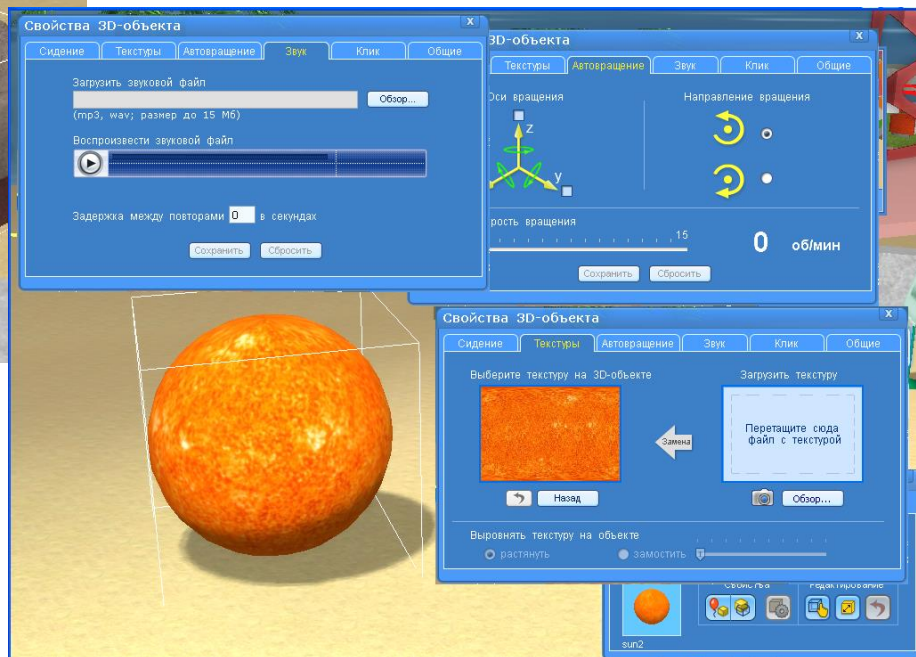 Свойства 3D-объекта
x
Сидение Текстуры Автовращение Звук Клик Общие
Загрузить звуковой файл
Обзор...
(mp3, wav; размер до 15 Мб)
Воспроизвести звуковой файл
Задержка между повторами 0 в секундах
Сохранить Сбросить
3D-объекта
x
Текстуры Автовращение Звук Клик Общие
Оси вращения
Направление вращения
z
y
рость вращения
15
0 об/мин
Сохранить Сбросить
Свойства 3D-объекта
x
Сидение Текстуры Автовращение Звук Клик Общие
Выберите текстуру на 3D-объекте
Загрузить текстуру
Замена
Перетащите сюда
файл с текстурой
Назад
Обзор...
Выровнять текстуру на объекте
растянуть замостить
Свойства Редактирование
sun2